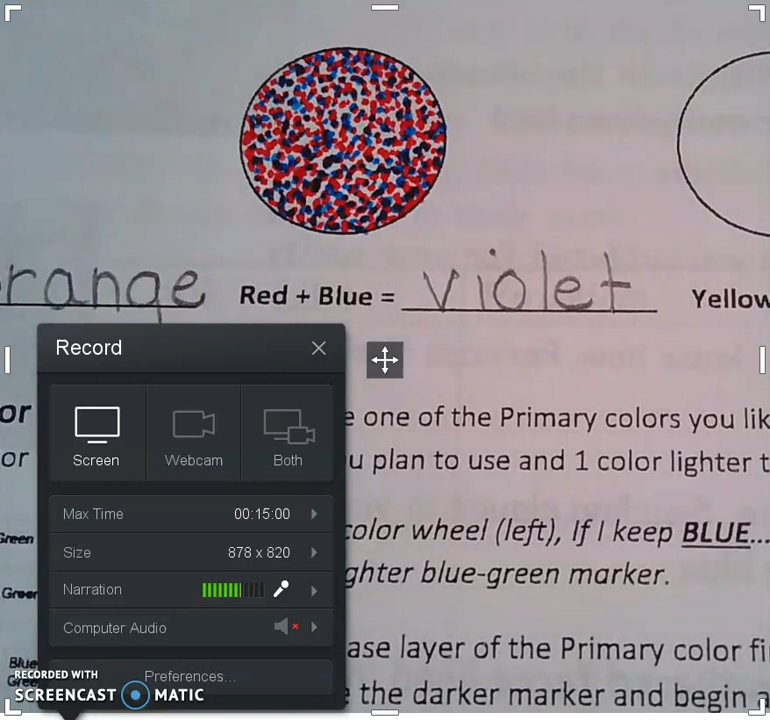 range Red + Blue = violet Yellow
Record
or e one of the Primary colors you lik
or u plan to use and 1 color lighter t
Screen Webcam Both
Max Time 00:15:00
color wheel (left), If I keep BLUE...
Green
Size 878 x 820
ghter blue-green marker.
Green
Narration
Computer Audio
ase layer of the Primary color fi
Blue
Green
Preferences...
the darker marker and begin a
RECORDED WITH
SCREENCAST MATIC